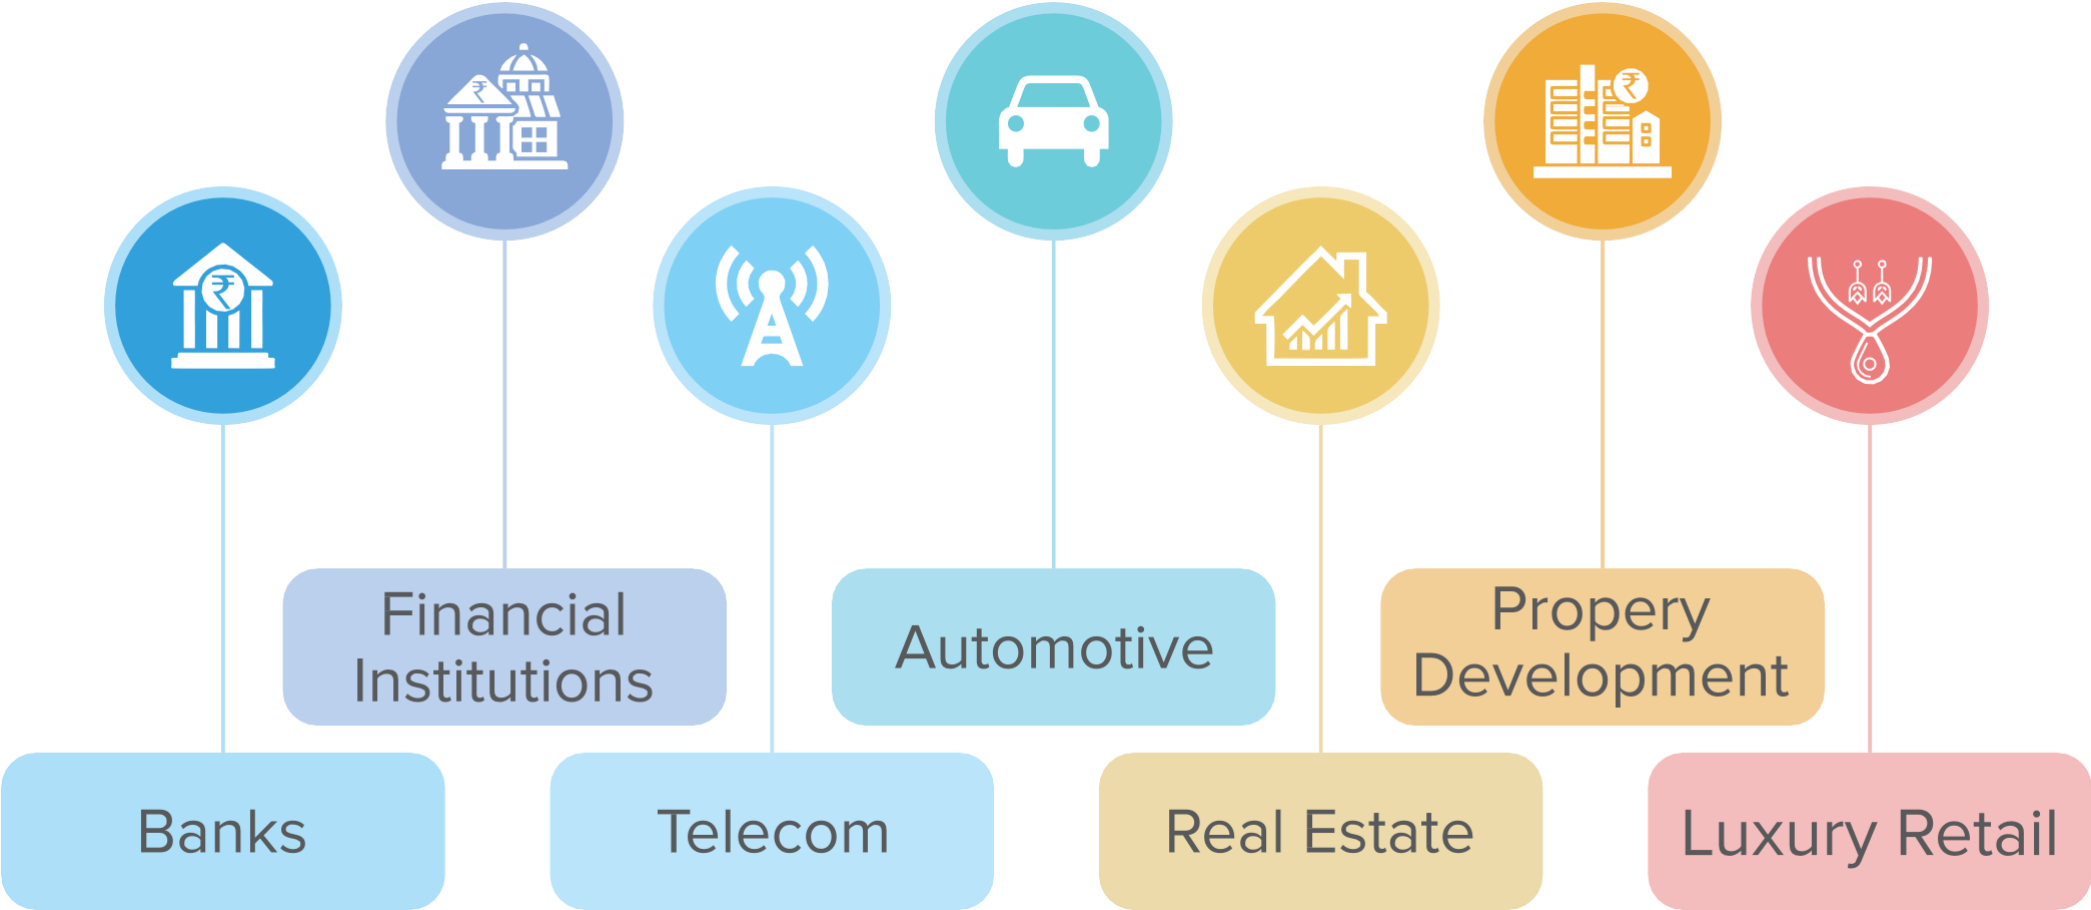 ₹
₹
₹
Financial
Institutions
Automotive
Propery
Development
Banks
Telecom
Real Estate
Luxury Retail